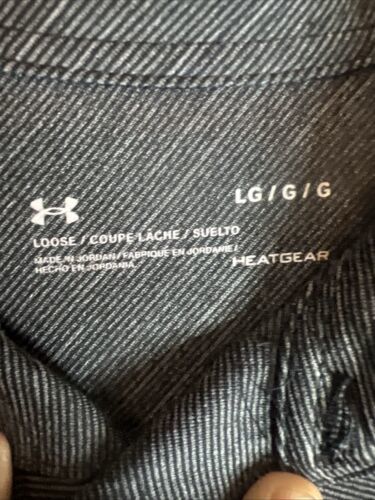 LG / G / G
LOOSE / COUPE LÂCHE / SUELTO
MADE IN JORDAN / FABRIQUÉ EN JORDANIE /
HECHO EN JORDANIA
HEATGEAR